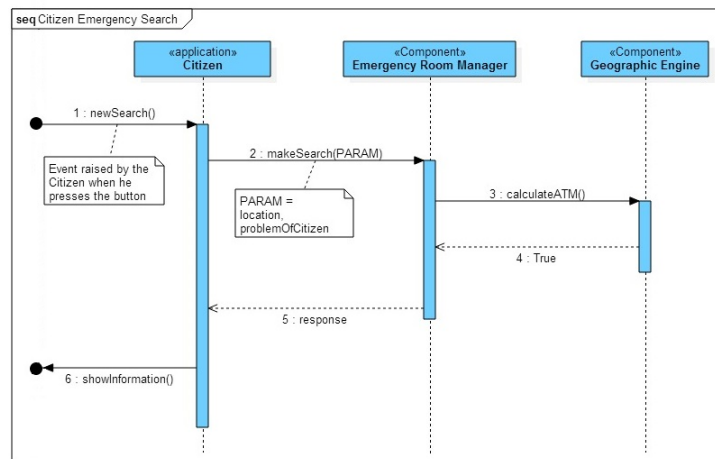 seq Citizen Emergency Search
«application»
Citizen
«Component»
Emergency Room Manager
«Component»
Geographic Engine
1 : newSearch()
Event raised by the
Citizen when he
presses the button
2 : makeSearch(PARAM)
PARAM =
location,
problemOfCitizen
3 : calculateATM()
4 : True
5 : response
6 : showInformation()